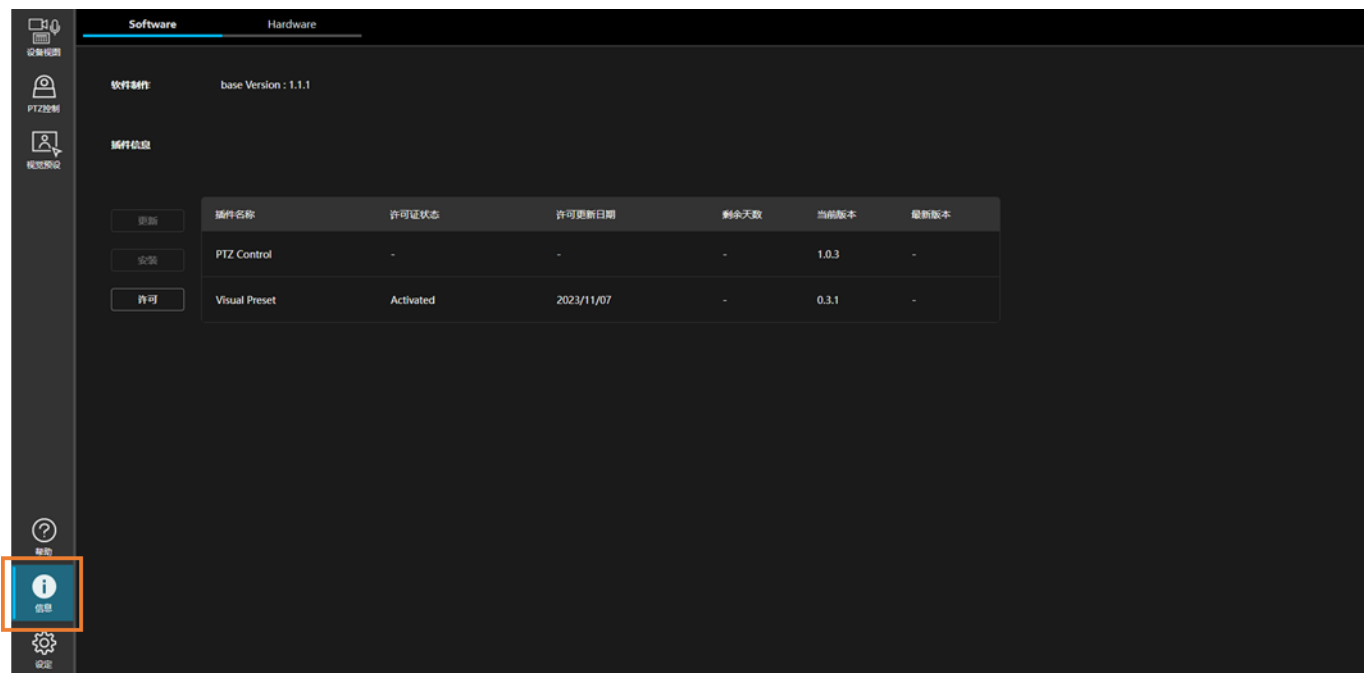 Software Hardware
设备视图
PTZ控制
视觉预设
软件制作 base Version : 1.1.1
插件信息
更新
安装
许可
插件名称 许可证状态 许可更新日期 剩余天数 当前版本 最新版本
PTZ Control - - - 1.0.3 -
Visual Preset Activated 2023/11/07 - 0.3.1 -
帮助
信息
设定